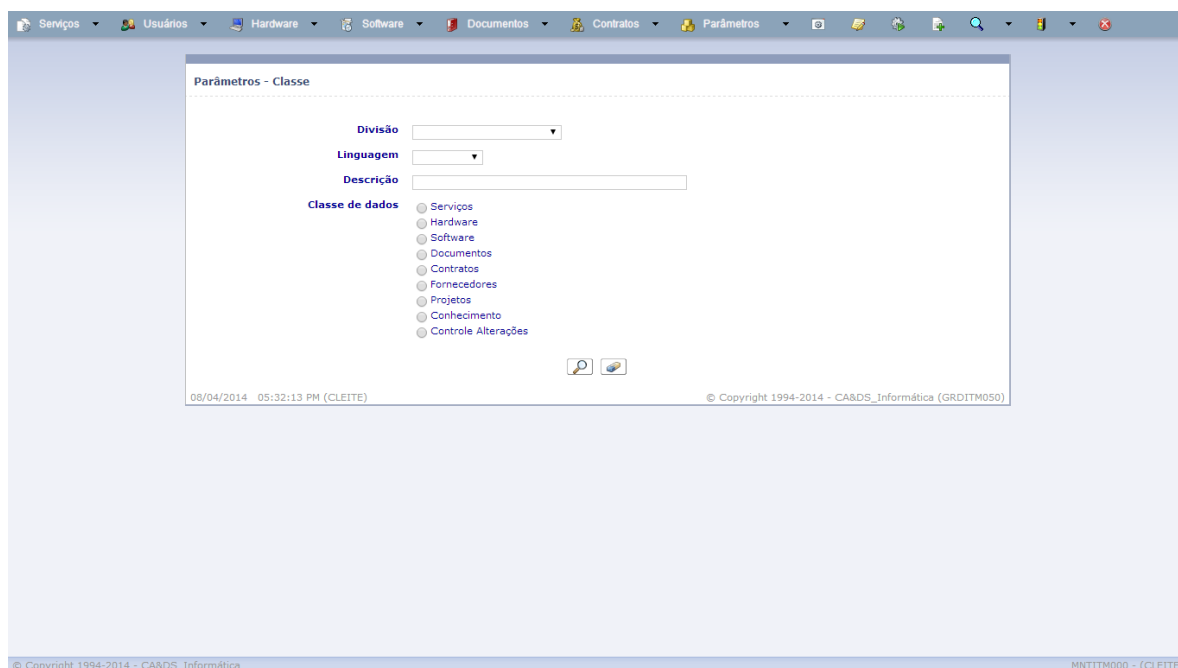 Serviços Usuários Hardware Software Documentos Contratos Parâmetros
Parâmetros - Classe
Divisão
Linguagem
Descrição
Classe de dados
Serviços
Hardware
Software
Documentos
Contratos
Fornecedores
Projetos
Conhecimento
Controle Alterações
08/04/2014 05:32:13 PM (CLEITE) © Copyright 1994-2014 - CA&DS_Informática (GRDITM050)
© Copyright 1994-2014 - CA&DS_Informática MNTITM000 - (CLEITE